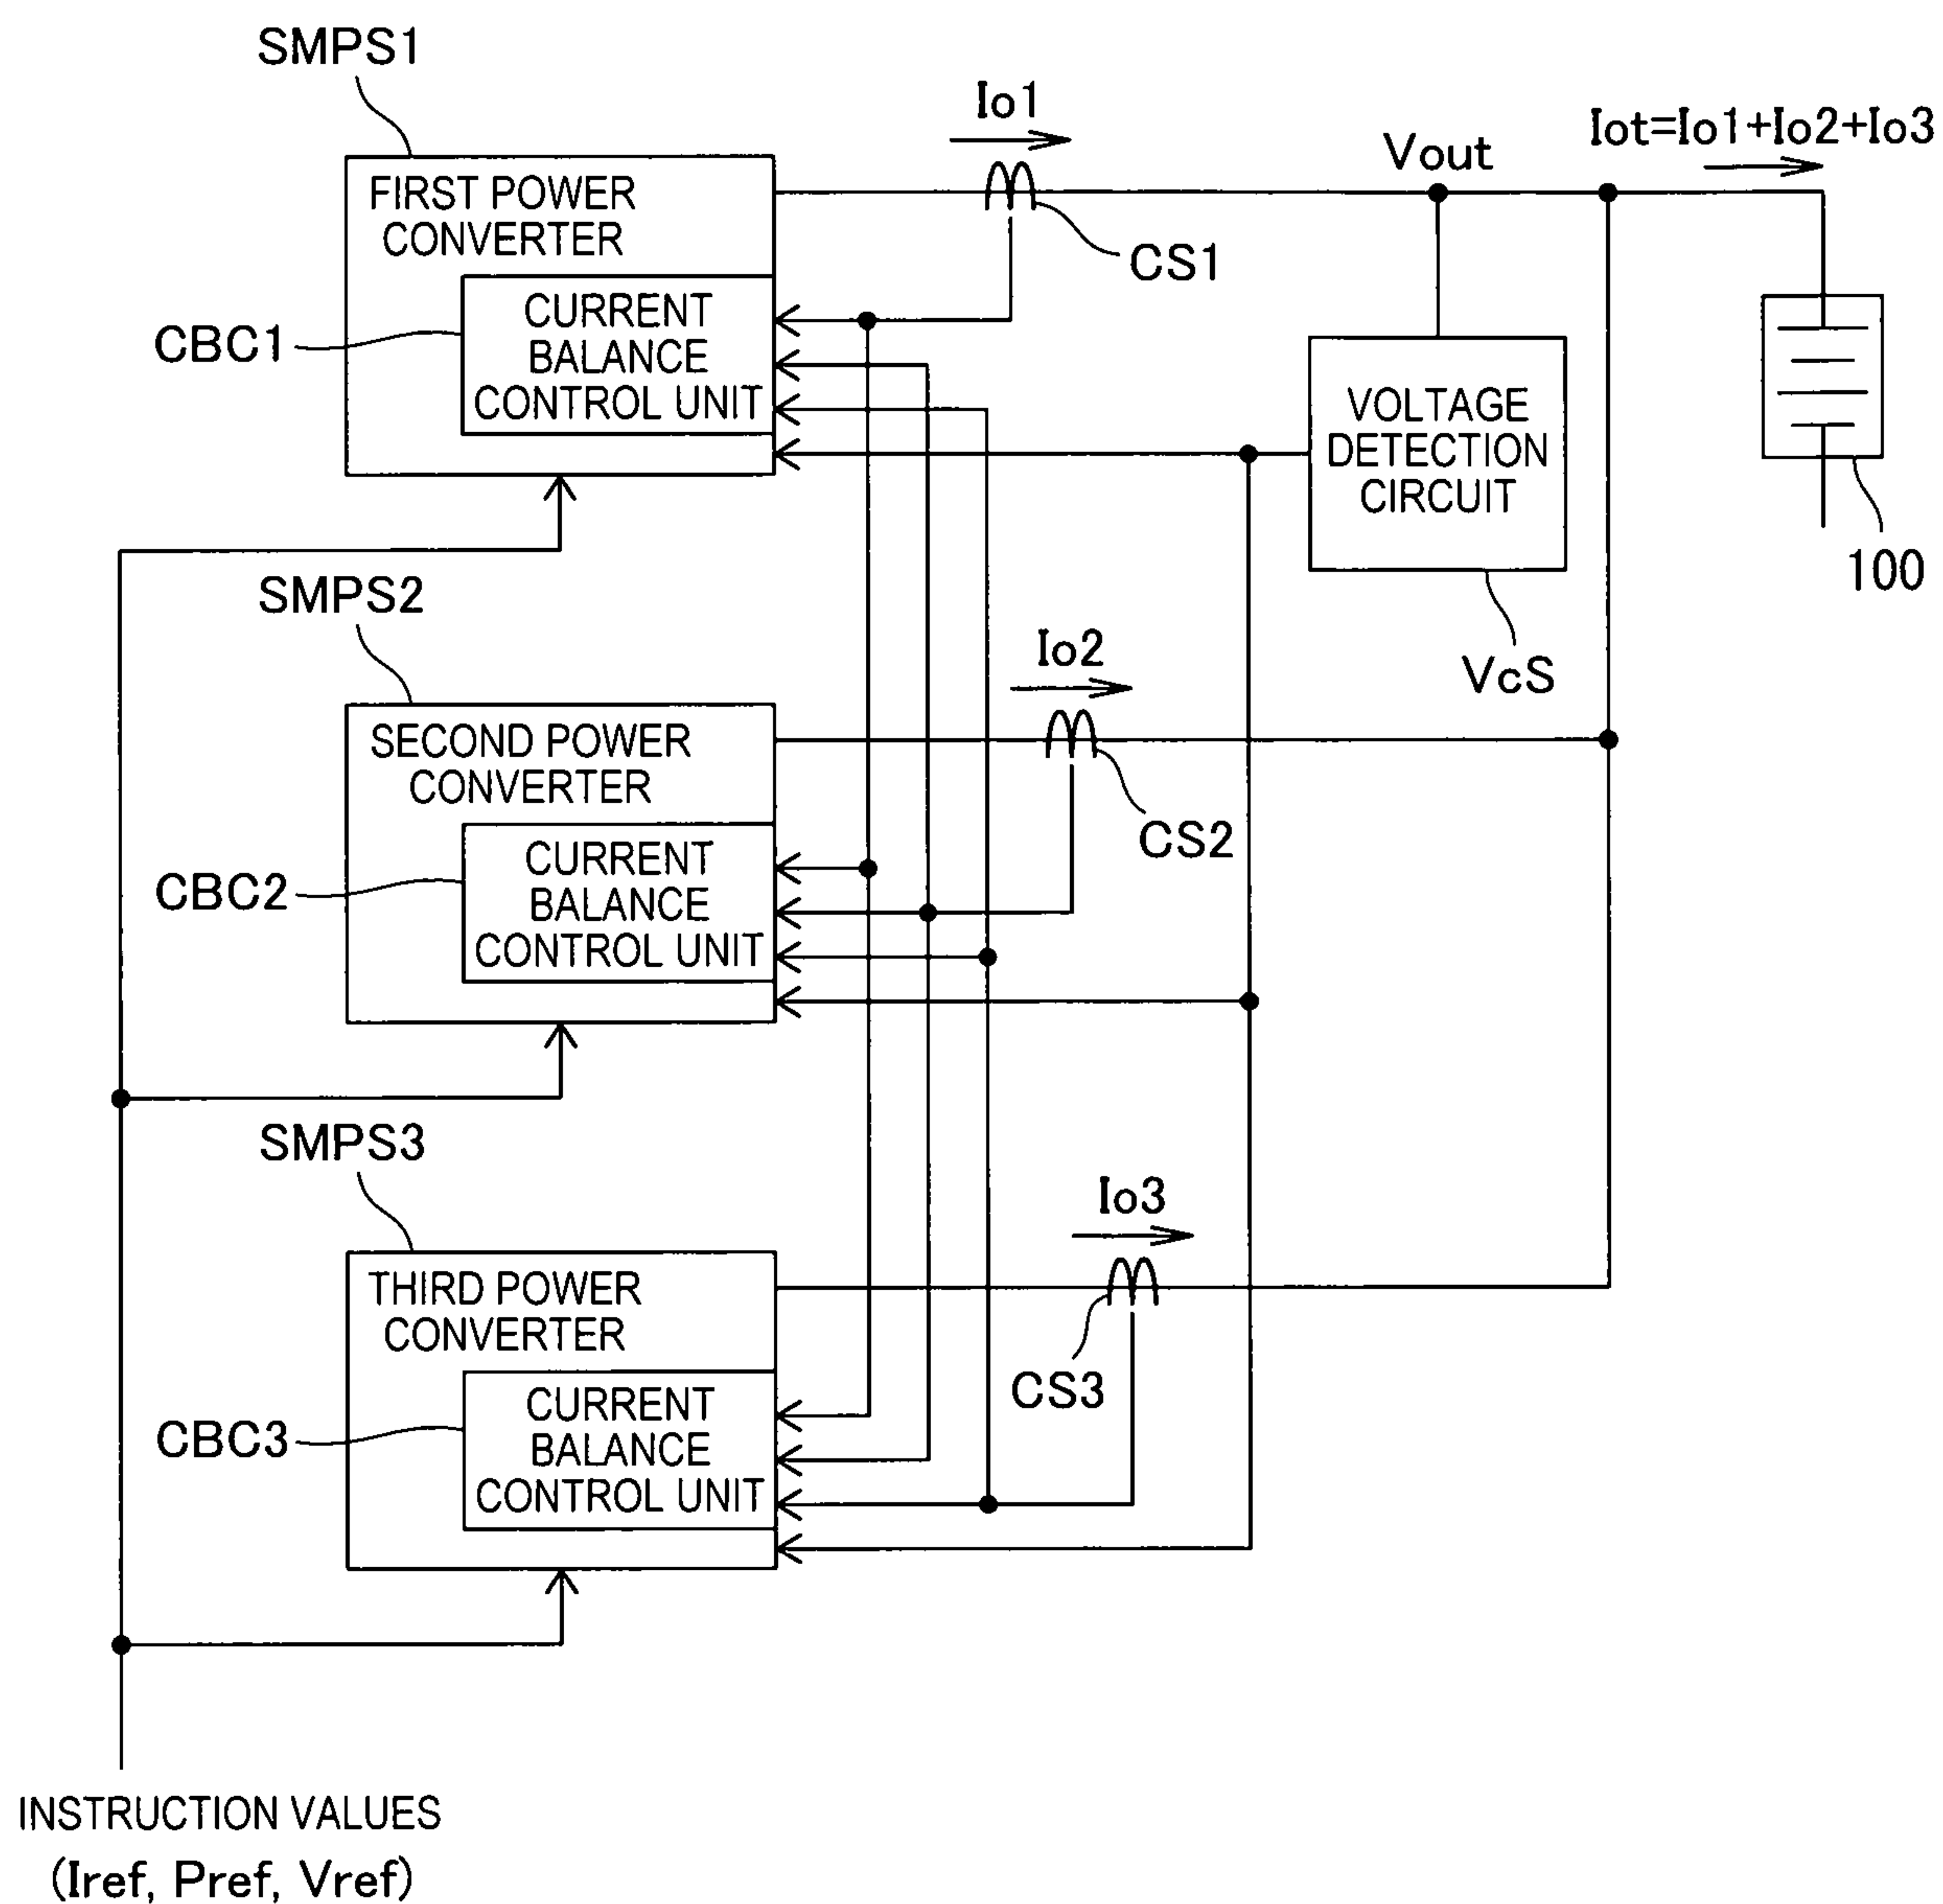 SMPS1
Io1
Iot=Io1+Io2+Io3
Vout
FIRST POWER
CONVERTER
CS1
CURRENT
BALANCE
CONTROL UNIT
CBC1
VOLTAGE
DETECTION
CIRCUIT
100
VcS
SMPS2
Io2
SECOND POWER
CONVERTER
CS2
CURRENT
BALANCE
CONTROL UNIT
CBC2
SMPS3
Io3
THIRD POWER
CONVERTER
CS3
CURRENT
BALANCE
CONTROL UNIT
CBC3
INSTRUCTION VALUES
(Iref, Pref, Vref)